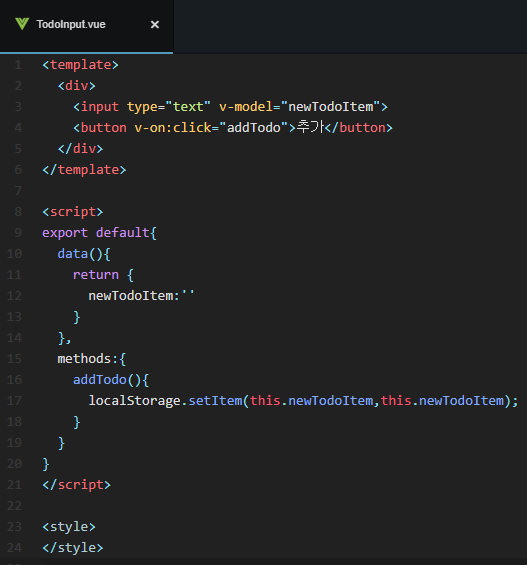 TodoInput.vue ×
1 <template>
2   <div>
3     <input type="text" v-model="newTodoItem">
4     <button v-on:click="addTodo">추가</button>
5   </div>
6 </template>
7
8 <script>
9 export default{
10   data(){
11     return {
12       newTodoItem:''
13     }
14   },
15   methods:{
16     addTodo(){
17       localStorage.setItem(this.newTodoItem,this.newTodoItem);
18     }
19   }
20 }
21 </script>
22
23 <style>
24 </style>